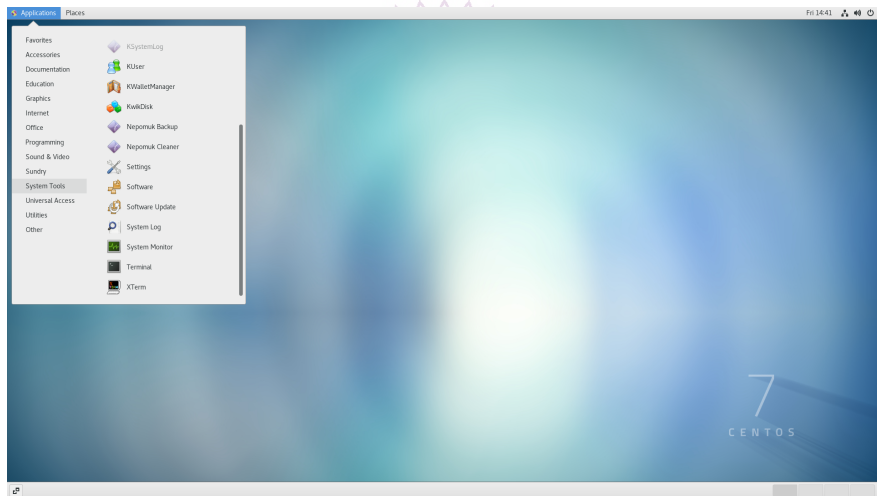 Applications Places
Fri 14:41
Favorites
Accessories
Documentation
Education
Graphics
Internet
Office
Programming
Sound & Video
Sundry
System Tools
Universal Access
Utilities
Other
KSystemLog
KUser
KWalletManager
KwikDisk
Nepomuk Backup
Nepomuk Cleaner
Settings
Software
Software Update
System Log
System Monitor
Terminal
XTerm
7
CENTOS